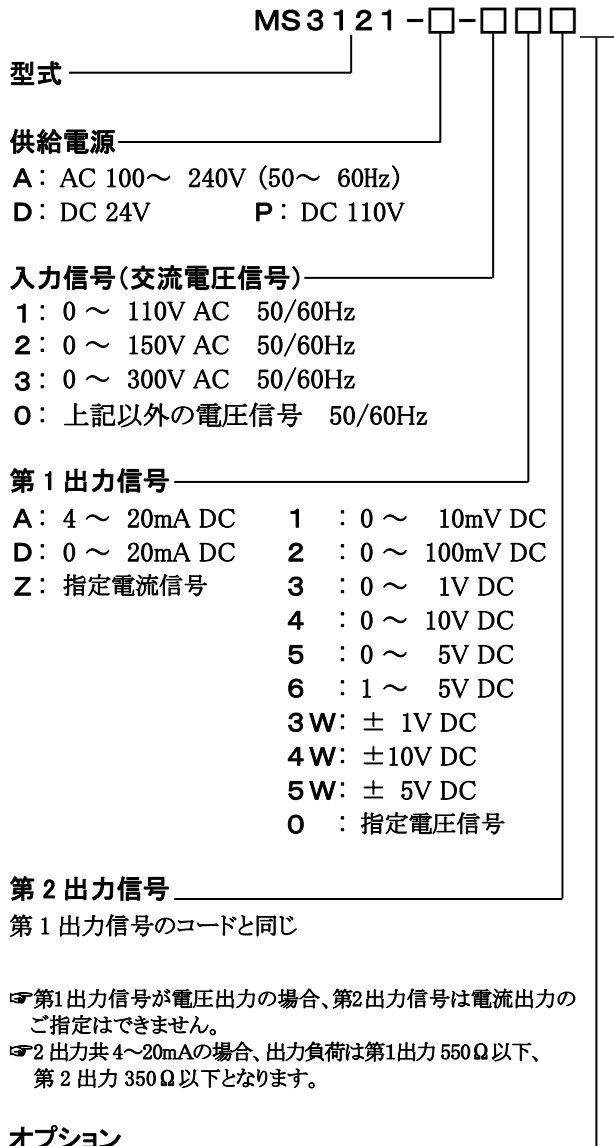 MS3121-□-□□□
型式
供給電源
A: AC 100～ 240V (50～ 60Hz)
D: DC 24V P: DC 110V
入力信号(交流電圧信号)
1: 0 ～ 110V AC 50/60Hz
2: 0 ～ 150V AC 50/60Hz
3: 0 ～ 300V AC 50/60Hz
0: 上記以外の電圧信号 50/60Hz
第1出力信号
A: 4 ～ 20mA DC 1 : 0 ～ 10mV DC
D: 0 ～ 20mA DC 2 : 0 ～ 100mV DC
Z: 指定電流信号 3 : 0 ～ 1V DC
4 : 0 ～ 10V DC
5 : 0 ～ 5V DC
6 : 1 ～ 5V DC
3W: ± 1V DC
4W: ±10V DC
5W: ± 5V DC
0 : 指定電圧信号
第2出力信号
第1出力信号のコードと同じ
☞第1出力信号が電圧出力の場合、第2出力信号は電流出力の
ご指定はできません。
☞2出力共4～20mAの場合、出力負荷は第1出力550Ω以下、
第2出力350Ω以下となります。
オプション